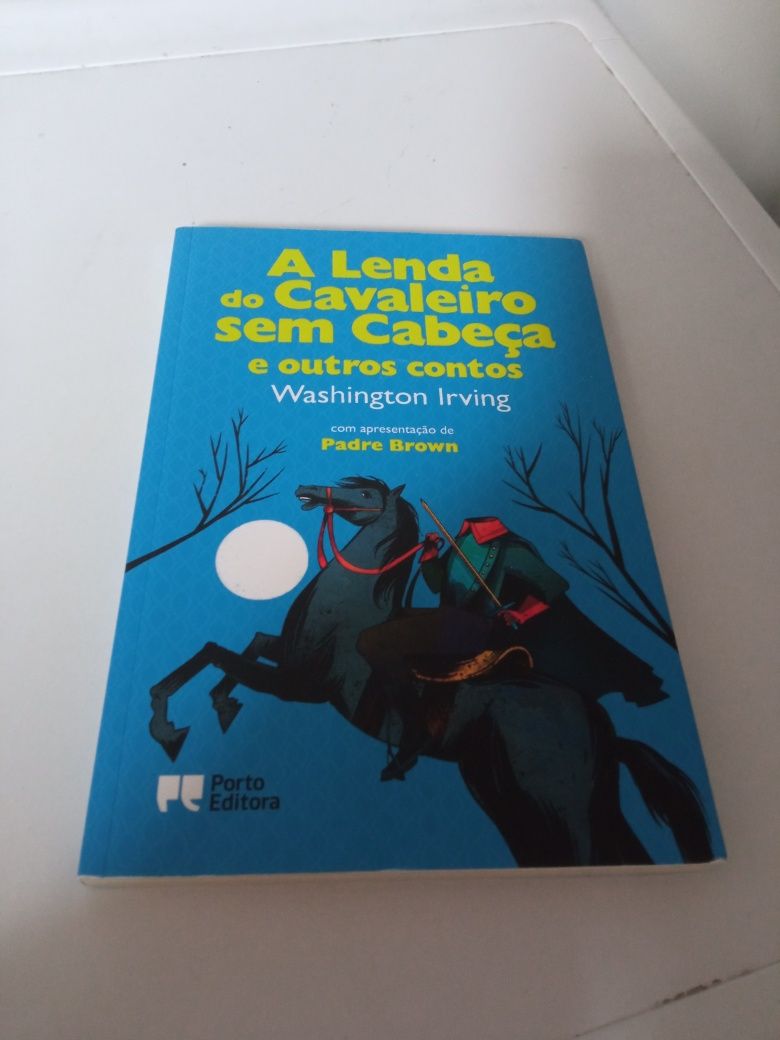 A Lenda
do Cavaleiro
sem Cabeça
e outros contos
Washington Irving
com apresentação de
Padre Brown
Porto
Editora